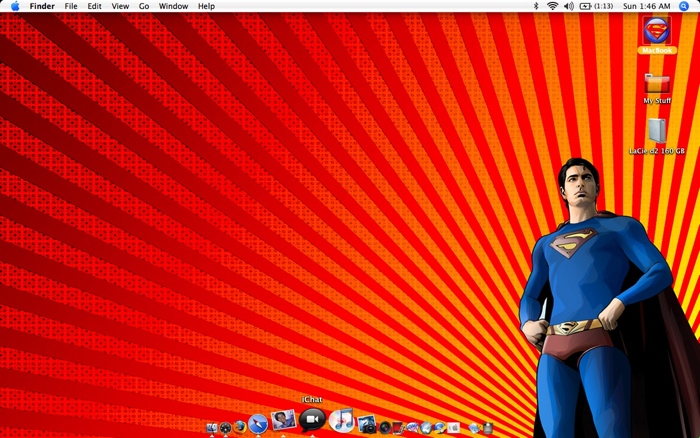 Finder File Edit View Go Window Help (1:13) Sun 1:46 AM
MacBook
My Stuff
LaCie d2 160 GB
iChat